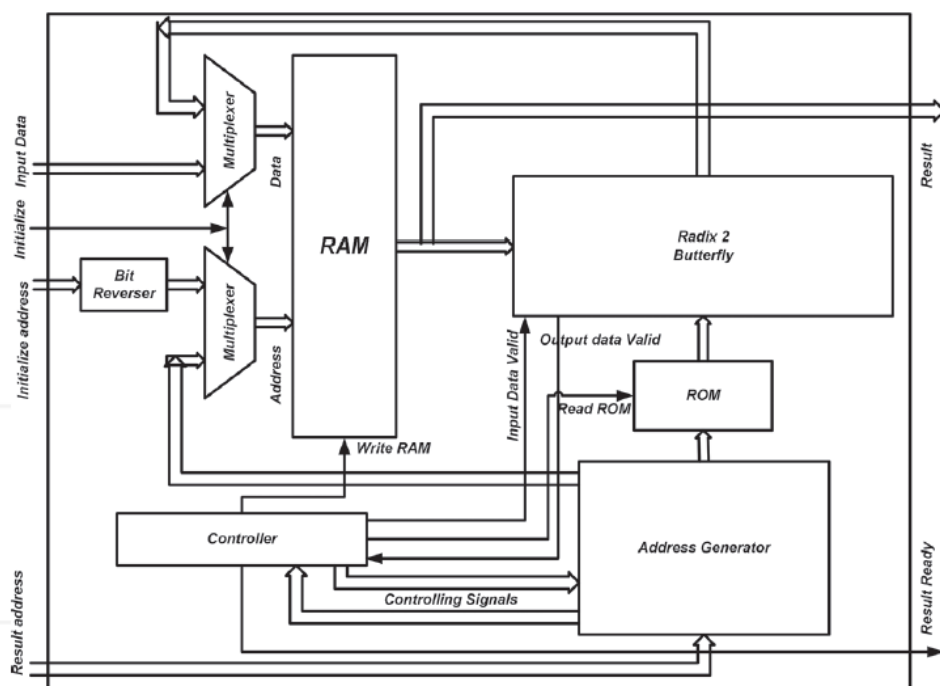 Input Data
Initialize
Initialize address
Result address
Multiplexer
Data
Bit
Reverser
Multiplexer
Address
RAM
Radix 2
Butterfly
Result
Input Data Valid
Output data Valid
Read ROM
ROM
Write RAM
Controller
Address Generator
Controlling Signals
Result Ready